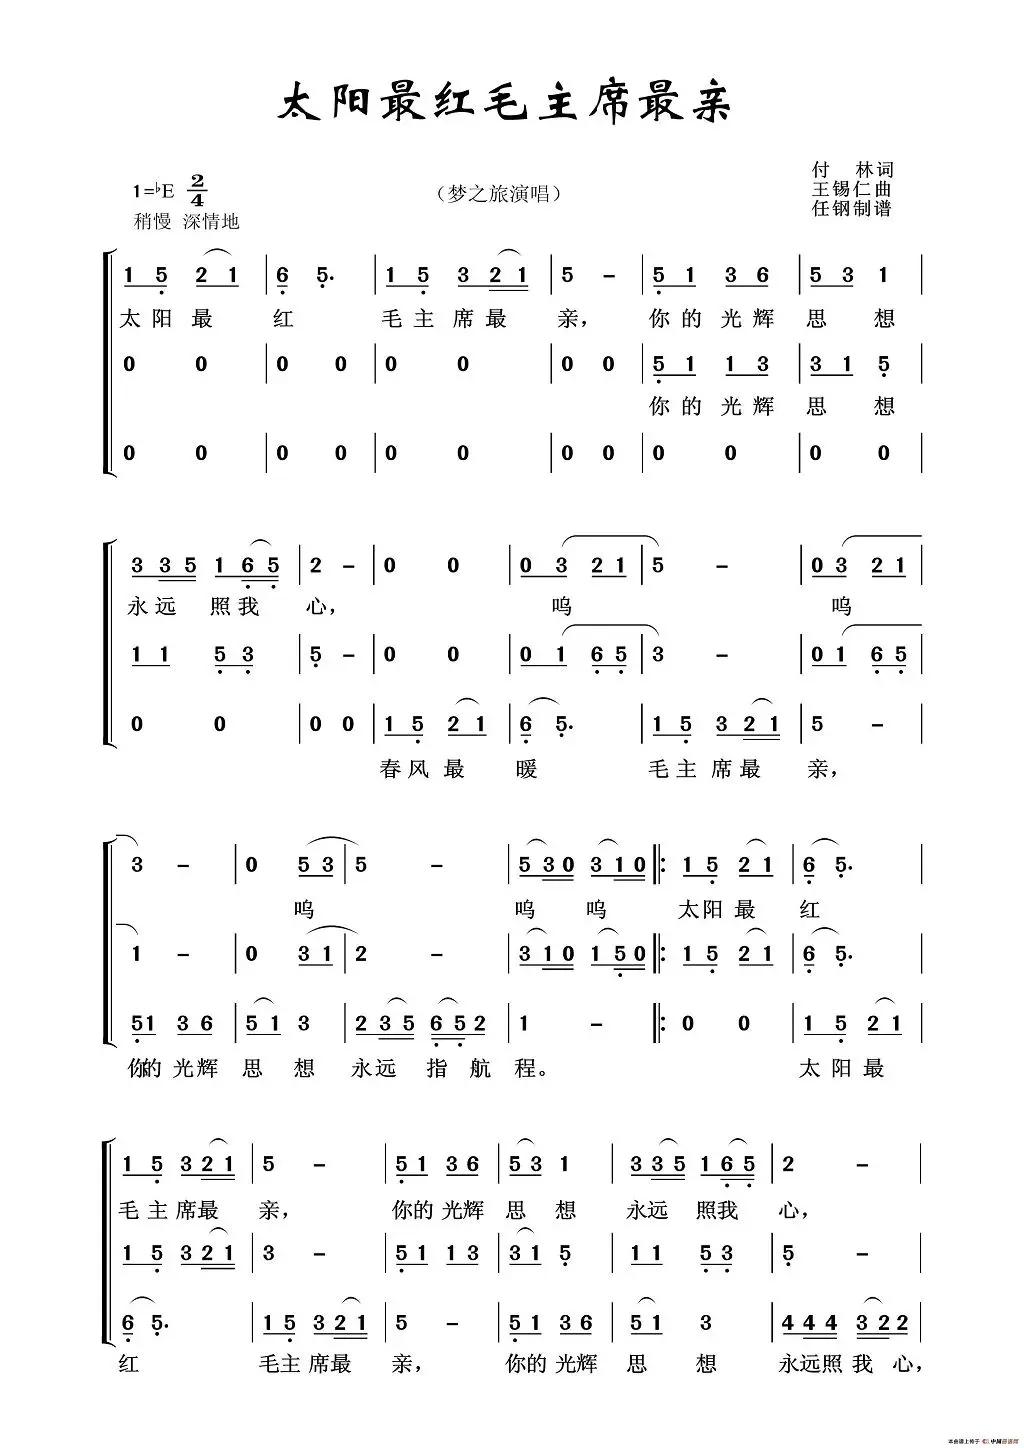 太阳最红毛主席最亲
付 林词
1=♭E 2/4 （梦之旅演唱） 王锡仁曲
稍慢 深情地 任钢制谱
1 5 2 1 | 6 5· | 1 5 3 2 1 | 5 － | 5 1 3 6 | 5 3 1 |
太 阳 最 红 毛 主 席 最 亲， 你 的 光 辉 思 想
0 0 | 0 0 | 0 0 | 0 0 | 5 1 1 3 | 3 1 5 |
你 的 光 辉 思 想
0 0 | 0 0 | 0 0 | 0 0 | 0 0 | 0 0 |
3 3 5 1 6 5 | 2 － | 0 0 | 0 3 2 1 | 5 － | 0 3 2 1 |
永 远 照 我 心， 呜 呜
1 1 5 3 | 5 － | 0 0 | 0 1 6 5 | 3 － | 0 1 6 5 |
0 0 | 0 0 | 1 5 2 1 | 6 5· | 1 5 3 2 1 | 5 － |
春 风 最 暖 毛 主 席 最 亲，
3 － | 0 5 3 | 5 － | 5 3 0 3 1 0 ‖: 1 5 2 1 | 6 5· |
呜 呜 呜 太 阳 最 红
1 － | 0 3 1 | 2 － | 3 1 0 1 5 0 ‖: 1 5 2 1 | 6 5· |
5 1 3 6 | 5 1 3 | 2 3 5 6 5 2 | 1 － ‖: 0 0 | 1 5 2 1 |
你的 光辉 思 想 永 远 指 航 程。 太 阳 最
1 5 3 2 1 | 5 － | 5 1 3 6 | 5 3 1 | 3 3 5 1 6 5 | 2 － |
毛 主 席 最 亲， 你的 光辉 思 想 永远 照我 心，
1 5 3 2 1 | 3 － | 5 1 1 3 | 3 1 5 | 1 1 5 3 | 5 － |
6 5· | 1 5 3 2 1 | 5 － | 5 1 3 6 | 5 1 3 | 4 4 4 3 2 2 |
红 毛主 席最 亲， 你的 光辉 思 想 永远照 我 心，